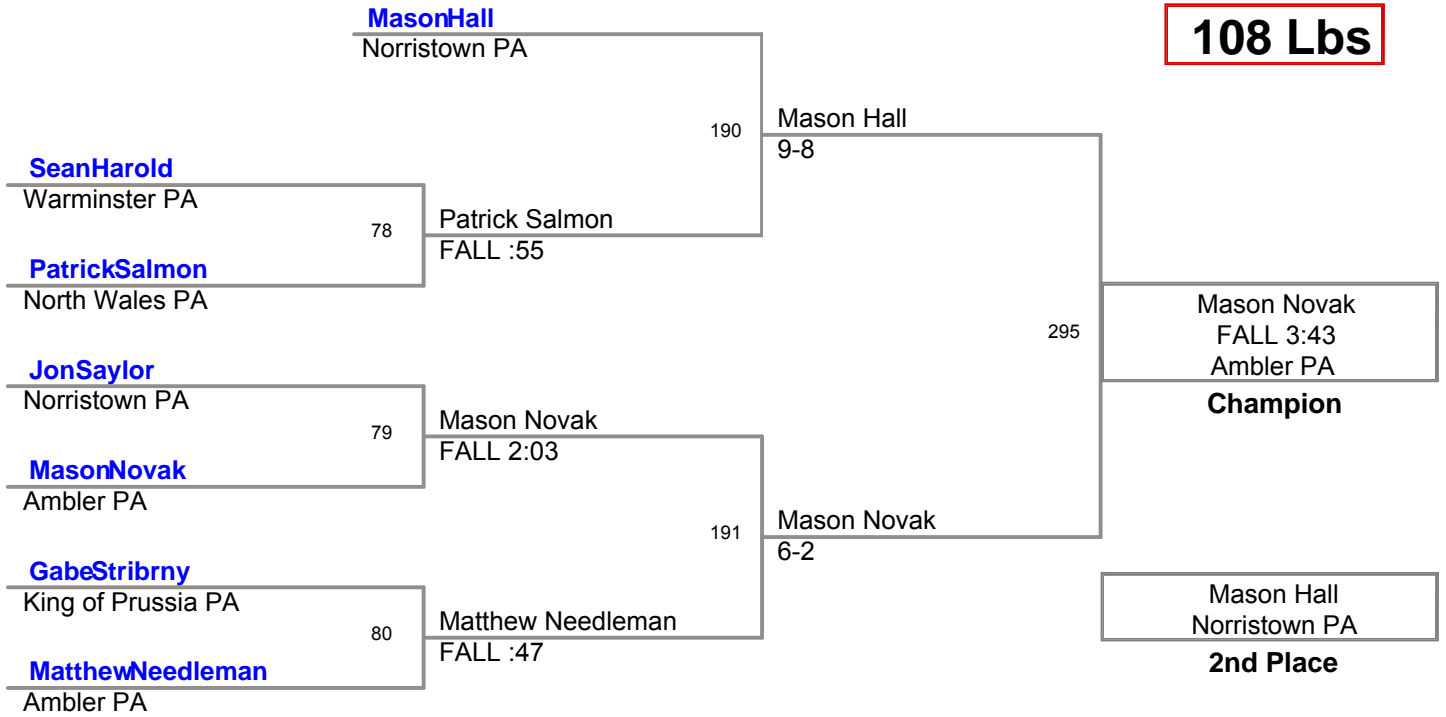 MasonHall
Norristown PA
108 Lbs
190
Mason Hall
9-8
SeanHarold
Warminster PA
78
Patrick Salmon
FALL :55
PatrickSalmon
North Wales PA
295
Mason Novak
FALL 3:43
Ambler PA
Champion
JonSaylor
Norristown PA
79
Mason Novak
FALL 2:03
MasonNovak
Ambler PA
191
Mason Novak
6-2
GabeStribrny
King of Prussia PA
80
Matthew Needleman
FALL :47
MatthewNeedleman
Ambler PA
Mason Hall
Norristown PA
2nd Place